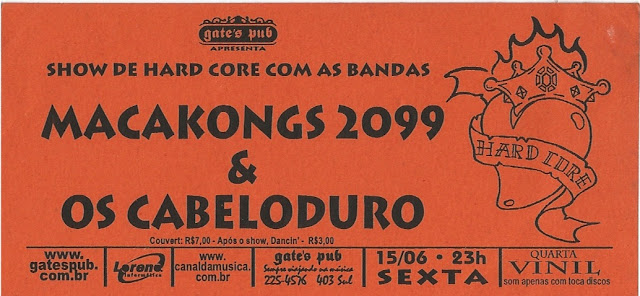 gate's pub
APRESENTA
SHOW DE HARD CORE COM AS BANDAS
MACAKONGS 2099
&
OS CABELODURO
HARD CORE
Couvert: R$7,00 - Após o show, Dancin' - R$3,00
www.
gatespub.
com.br
Lorena
Informática
www.
canaldamusica.
com.br
gate's pub
Sempre viajando na música
225-4576 403 Sul
15/06 • 23h
SEXTA
QUARTA
VINIL
som apenas com loca discos